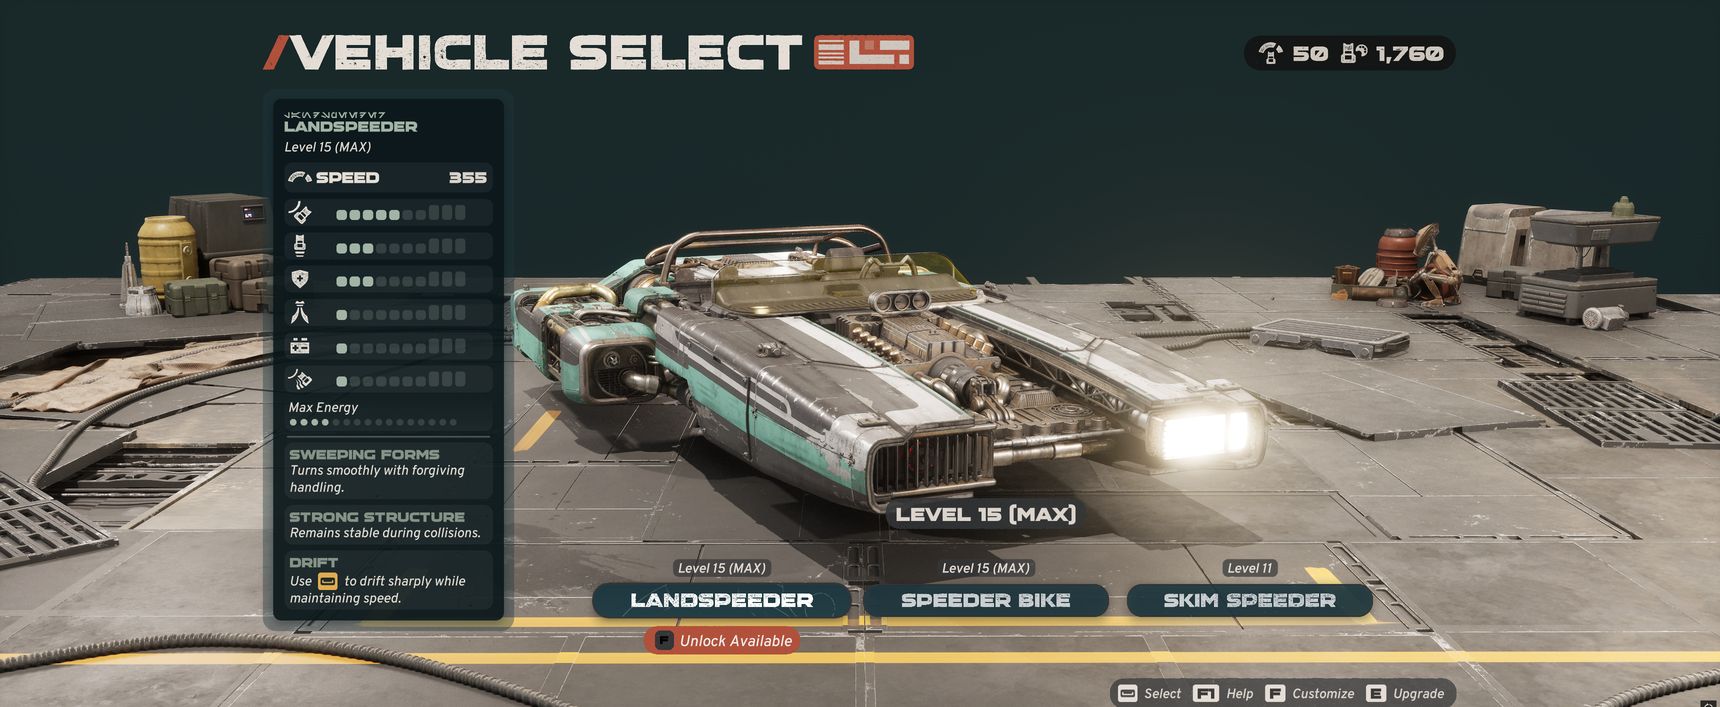 /VEHICLE SELECT
50 1,760
LANDSPEEDER
Level 15 (MAX)
SPEED 355
Max Energy
SWEEPING FORMS
Turns smoothly with forgiving
handling.
STRONG STRUCTURE
Remains stable during collisions.
DRIFT
Use to drift sharply while
maintaining speed.
LEVEL 15 (MAX)
Level 15 (MAX) Level 15 (MAX) Level 11
LANDSPEEDER SPEEDER BIKE SKIM SPEEDER
F Unlock Available
Select F1 Help F Customize E Upgrade